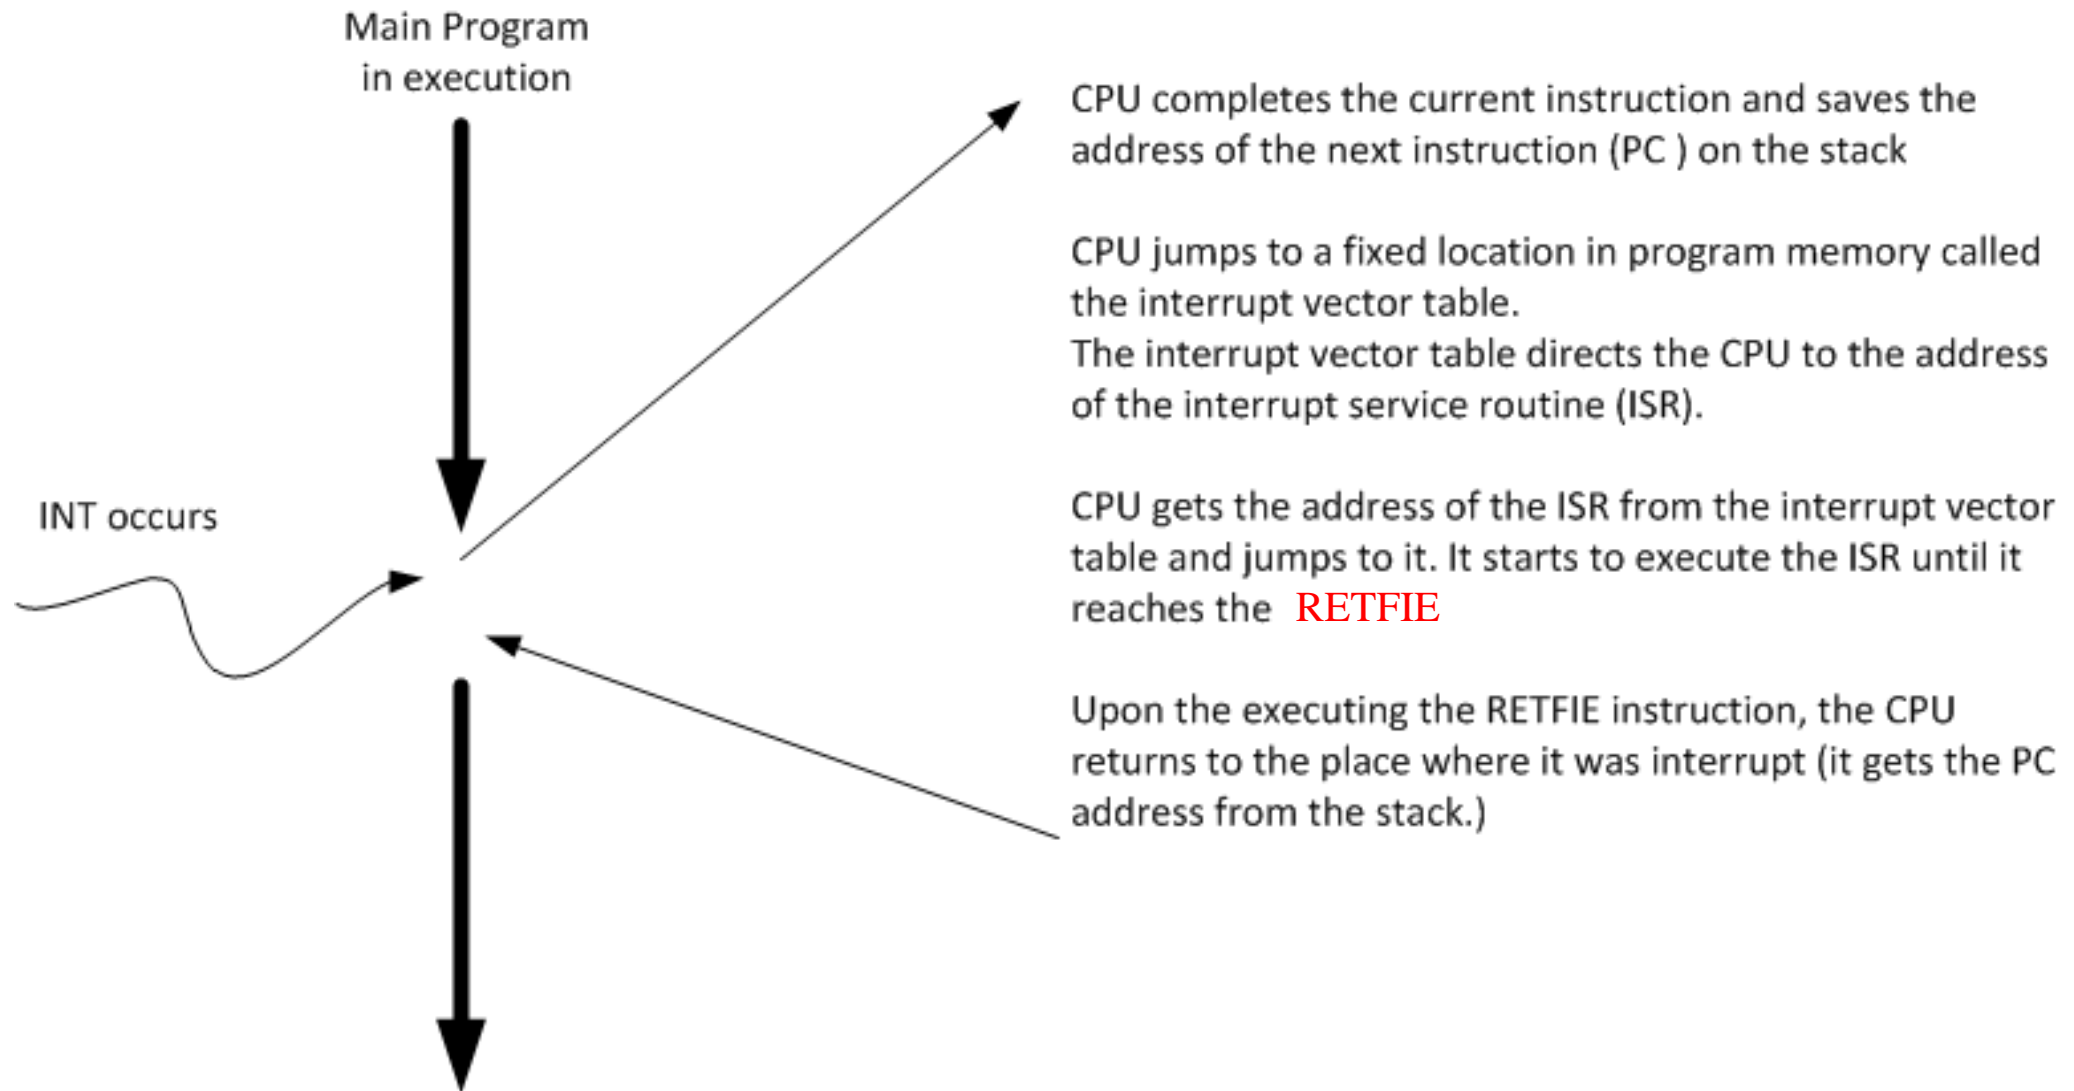 Main Program
in execution
CPU completes the current instruction and saves the
address of the next instruction (PC ) on the stack
CPU jumps to a fixed location in program memory called
the interrupt vector table.
The interrupt vector table directs the CPU to the address
of the interrupt service routine (ISR).
INT occurs
CPU gets the address of the ISR from the interrupt vector
table and jumps to it. It starts to execute the ISR until it
reaches the RETFIE
Upon the executing the RETFIE instruction, the CPU
returns to the place where it was interrupt (it gets the PC
address from the stack.)